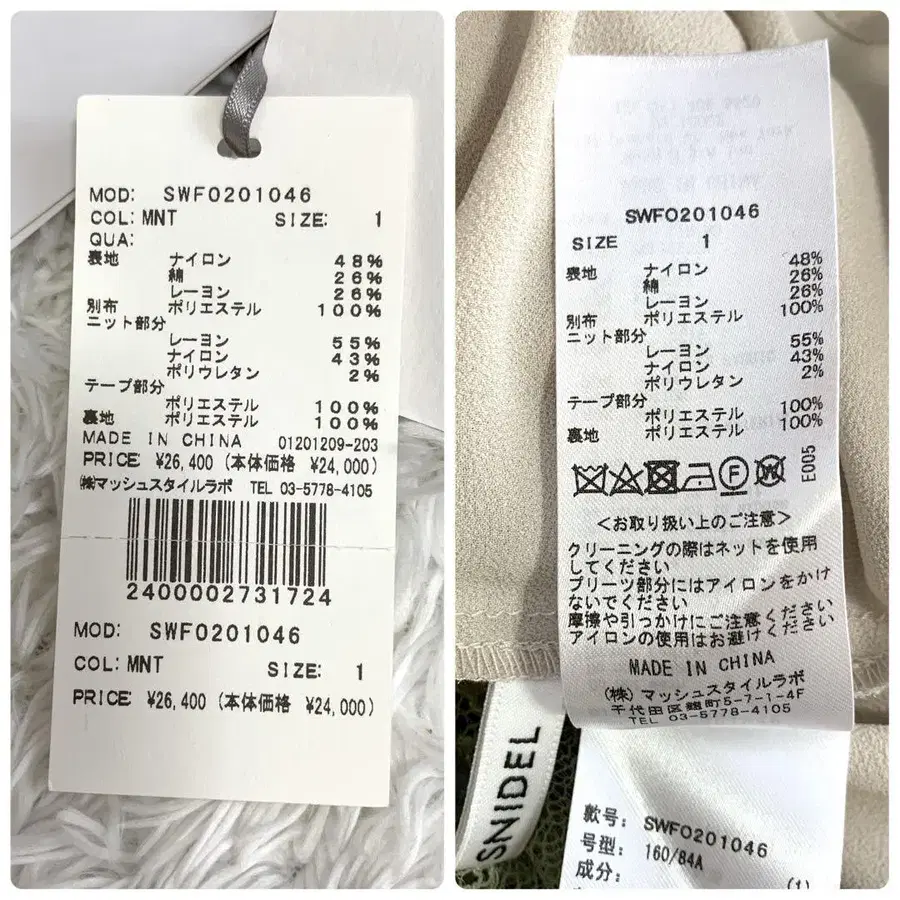 MOD: SWFO201046
COL: MNT SIZE: 1
QUA:
表地 ナイロン 48%
綿 26%
レーヨン 26%
別布 ポリエステル 100%
ニット部分
レーヨン 55%
ナイロン 43%
ポリウレタン 2%
テープ部分
ポリエステル 100%
裏地 ポリエステル 100%
MADE IN CHINA 01201209-203
PRICE: ¥26,400 (本体価格 ¥24,000)
㈱マッシュスタイルラボ TEL 03-5778-4105
2400002731724
MOD: SWFO201046
COL: MNT SIZE: 1
PRICE: ¥26,400 (本体価格 ¥24,000)
SWFO201046
SIZE 1
表地 ナイロン 48%
綿 26%
レーヨン 26%
別布 ポリエステル 100%
ニット部分
レーヨン 55%
ナイロン 43%
ポリウレタン 2%
テープ部分
ポリエステル 100%
裏地 ポリエステル 100%
F W E005
<お取り扱い上のご注意>
クリーニングの際はネットを使用
してください
プリーツ部分にはアイロンをかけ
ないでください
摩擦や引っかけにご注意ください
アイロンの使用はお避けください
MADE IN CHINA
(株) マッシュスタイルラボ
千代田区麹町5-7-1-4F
TEL 03-5778-4105
SNIDEL
款号: SWFO201046
号型: 160/84A
成分:
(1)